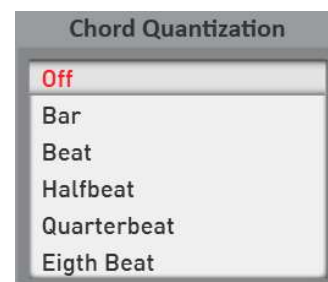 Chord Quantization
Off
Bar
Beat
Halfbeat
Quarterbeat
Eigth Beat